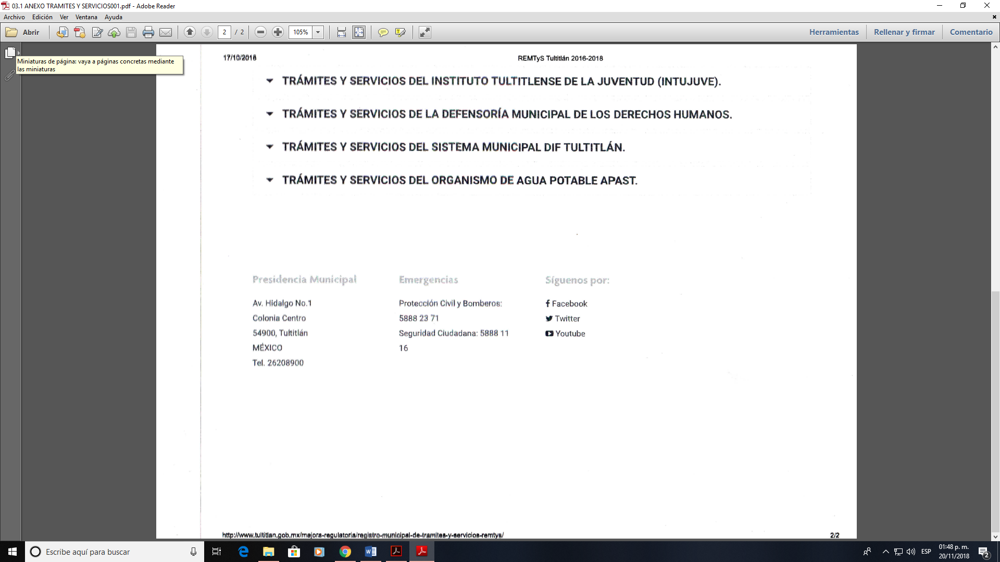 03.1 ANEXO TRAMITES Y SERVICIOS001.pdf - Adobe Reader
Archivo Edición Ver Ventana Ayuda
Abrir 2 / 2 105% Herramientas Rellenar y firmar Comentario
Miniaturas de página: vaya a páginas concretas mediante
las miniaturas
17/10/2018 REMTyS Tultitlán 2016-2018
TRÁMITES Y SERVICIOS DEL INSTITUTO TULTITLENSE DE LA JUVENTUD (INTUJUVE).
TRÁMITES Y SERVICIOS DE LA DEFENSORÍA MUNICIPAL DE LOS DERECHOS HUMANOS.
TRÁMITES Y SERVICIOS DEL SISTEMA MUNICIPAL DIF TULTITLÁN.
TRÁMITES Y SERVICIOS DEL ORGANISMO DE AGUA POTABLE APAST.
Presidencia Municipal
Av. Hidalgo No.1
Colonia Centro
54900, Tultitlán
MÉXICO
Tel. 26208900
Emergencias
Protección Civil y Bomberos:
5888 23 71
Seguridad Ciudadana: 5888 11
16
Síguenos por:
Facebook
Twitter
Youtube
http://www.tultitlan.gob.mx/mejora-regulatoria/registro-municipal-de-tramites-y-servicios-remtys/ 2/2
Escribe aquí para buscar
ESP
01:48 p. m.
20/11/2018
2